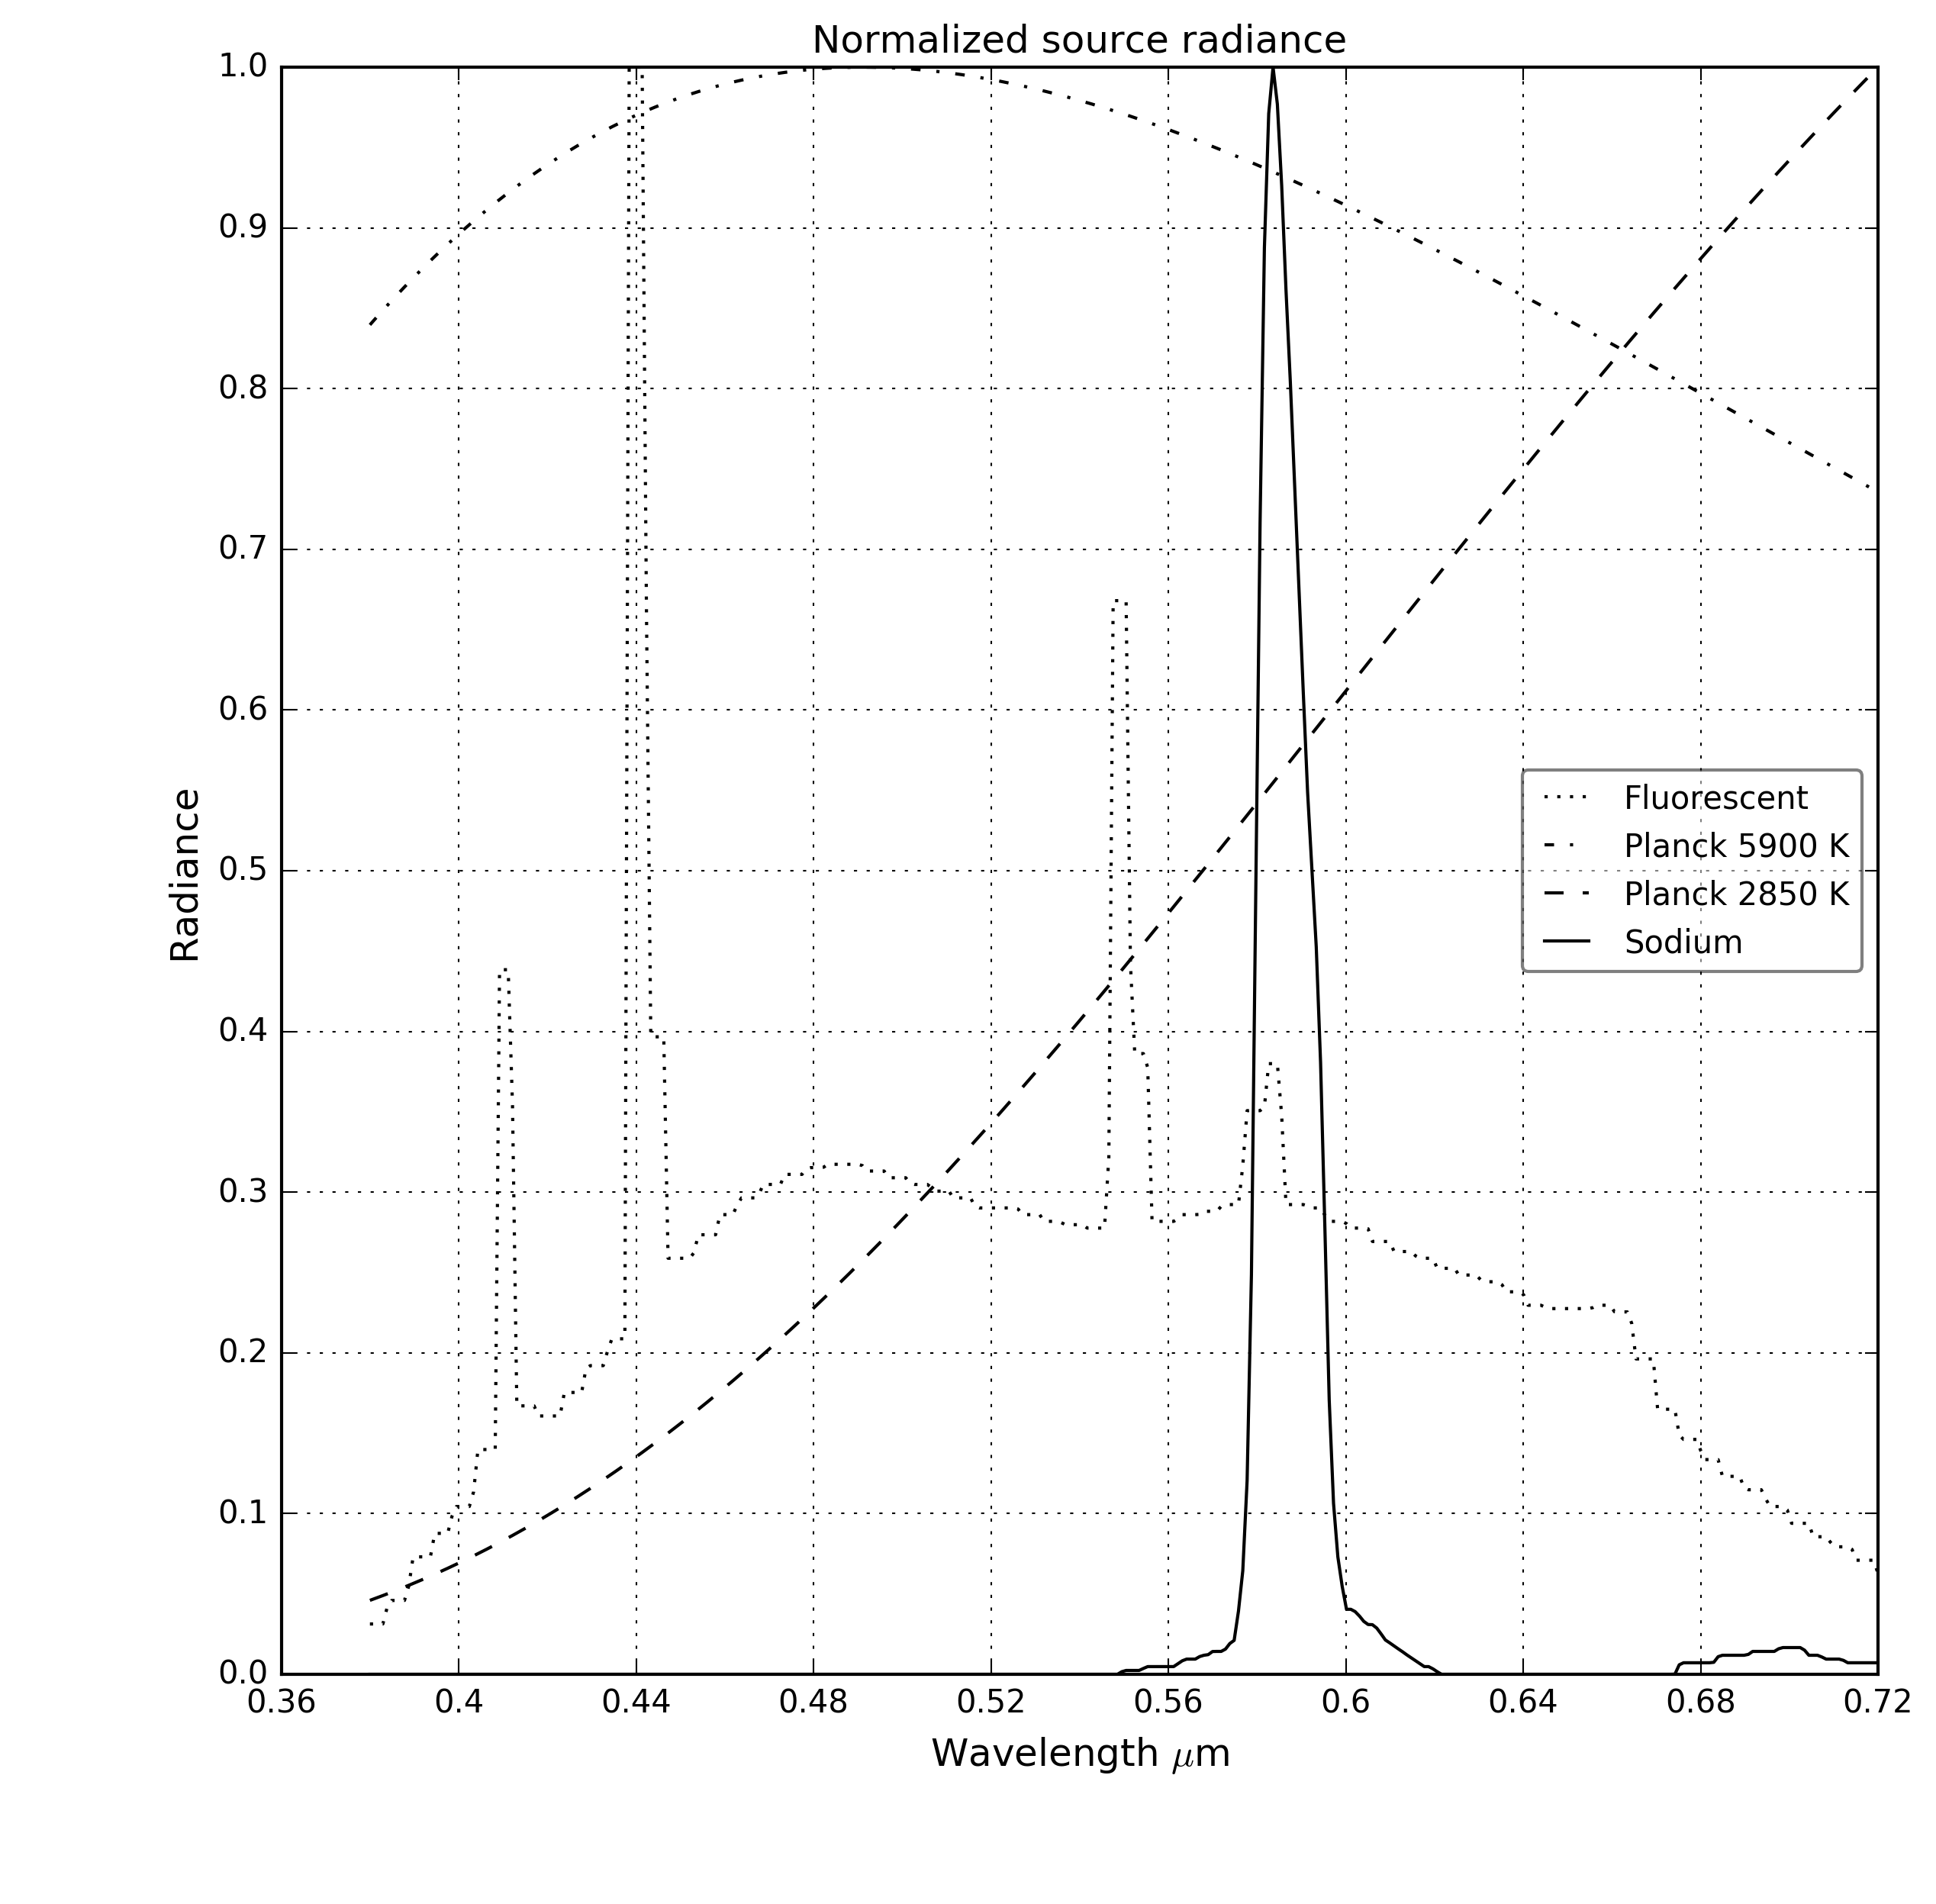 Normalized source radiance
1.0
0.9
0.8
0.7
0.6
0.5
0.4
0.3
0.2
0.1
0.0
Radiance
Fluorescent
Planck 5900 K
Planck 2850 K
Sodium
0.36 0.4 0.44 0.48 0.52 0.56 0.6 0.64 0.68 0.72
Wavelength μm